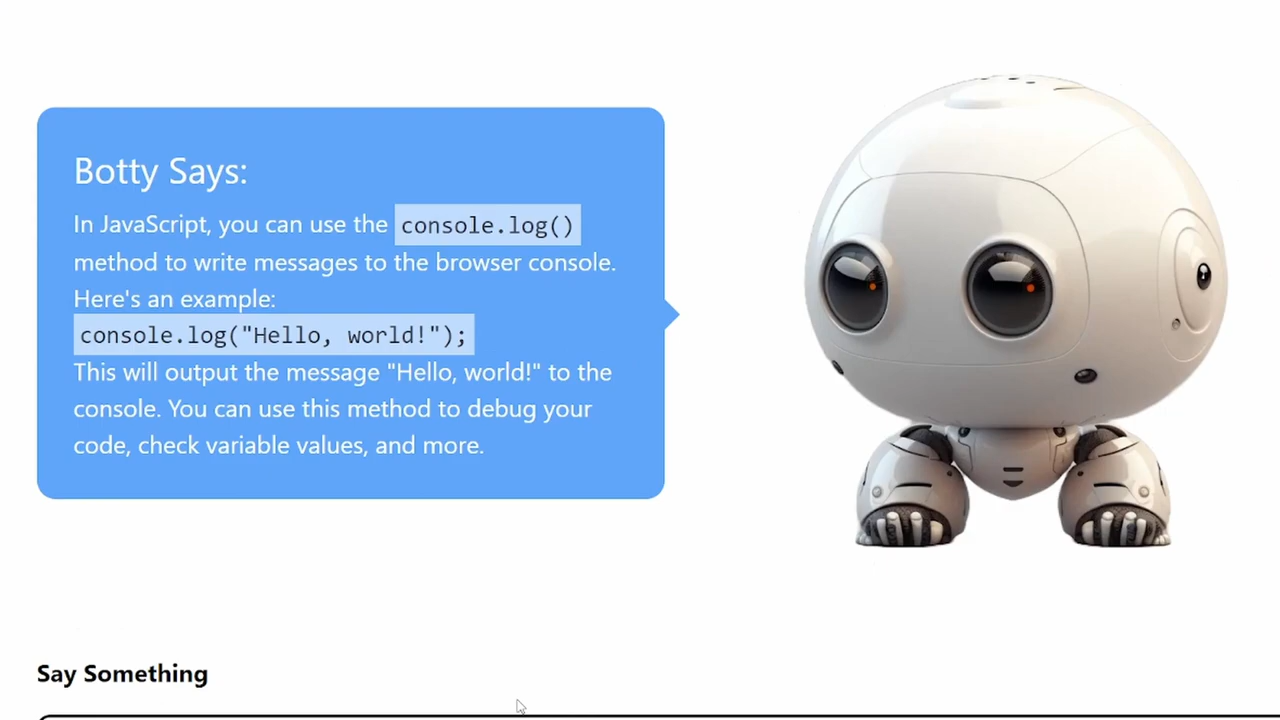 Botty Says:
In JavaScript, you can use the console.log()
method to write messages to the browser console.
Here's an example:
console.log("Hello, world!");
This will output the message "Hello, world!" to the
console. You can use this method to debug your
code, check variable values, and more.
Say Something